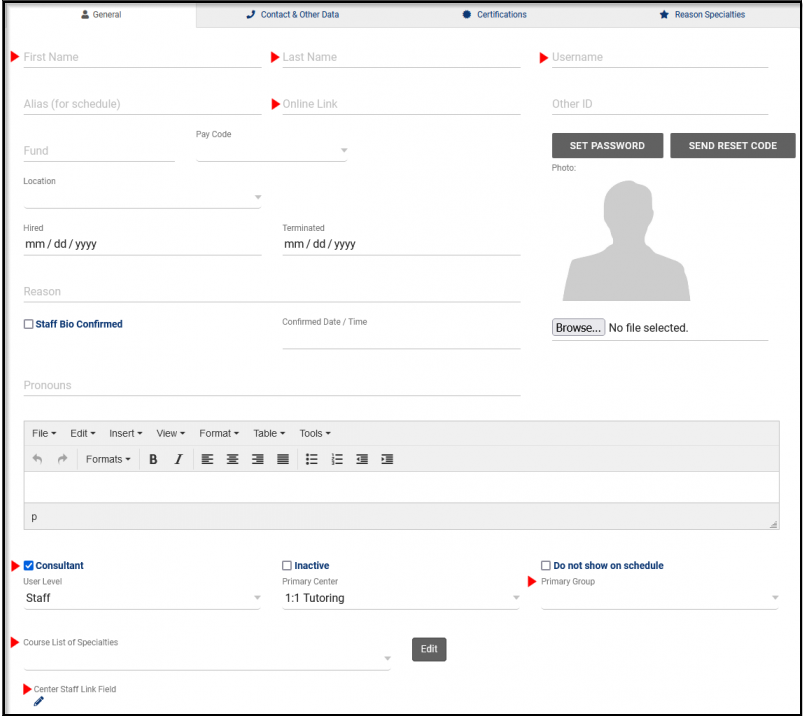 General Contact & Other Data Certifications Reason Specialties
First Name Last Name Username
Alias (for schedule) Online Link Other ID
Pay Code
Fund
SET PASSWORD SEND RESET CODE
Photo:
Location
Hired Terminated
mm / dd / yyyy mm / dd / yyyy
Reason
Staff Bio Confirmed Confirmed Date / Time
Browse... No file selected.
Pronouns
File Edit Insert View Format Table Tools
Formats B I
p
Consultant Inactive Do not show on schedule
User Level Primary Center Primary Group
Staff 1:1 Tutoring
Course List of Specialties
Edit
Center Staff Link Field